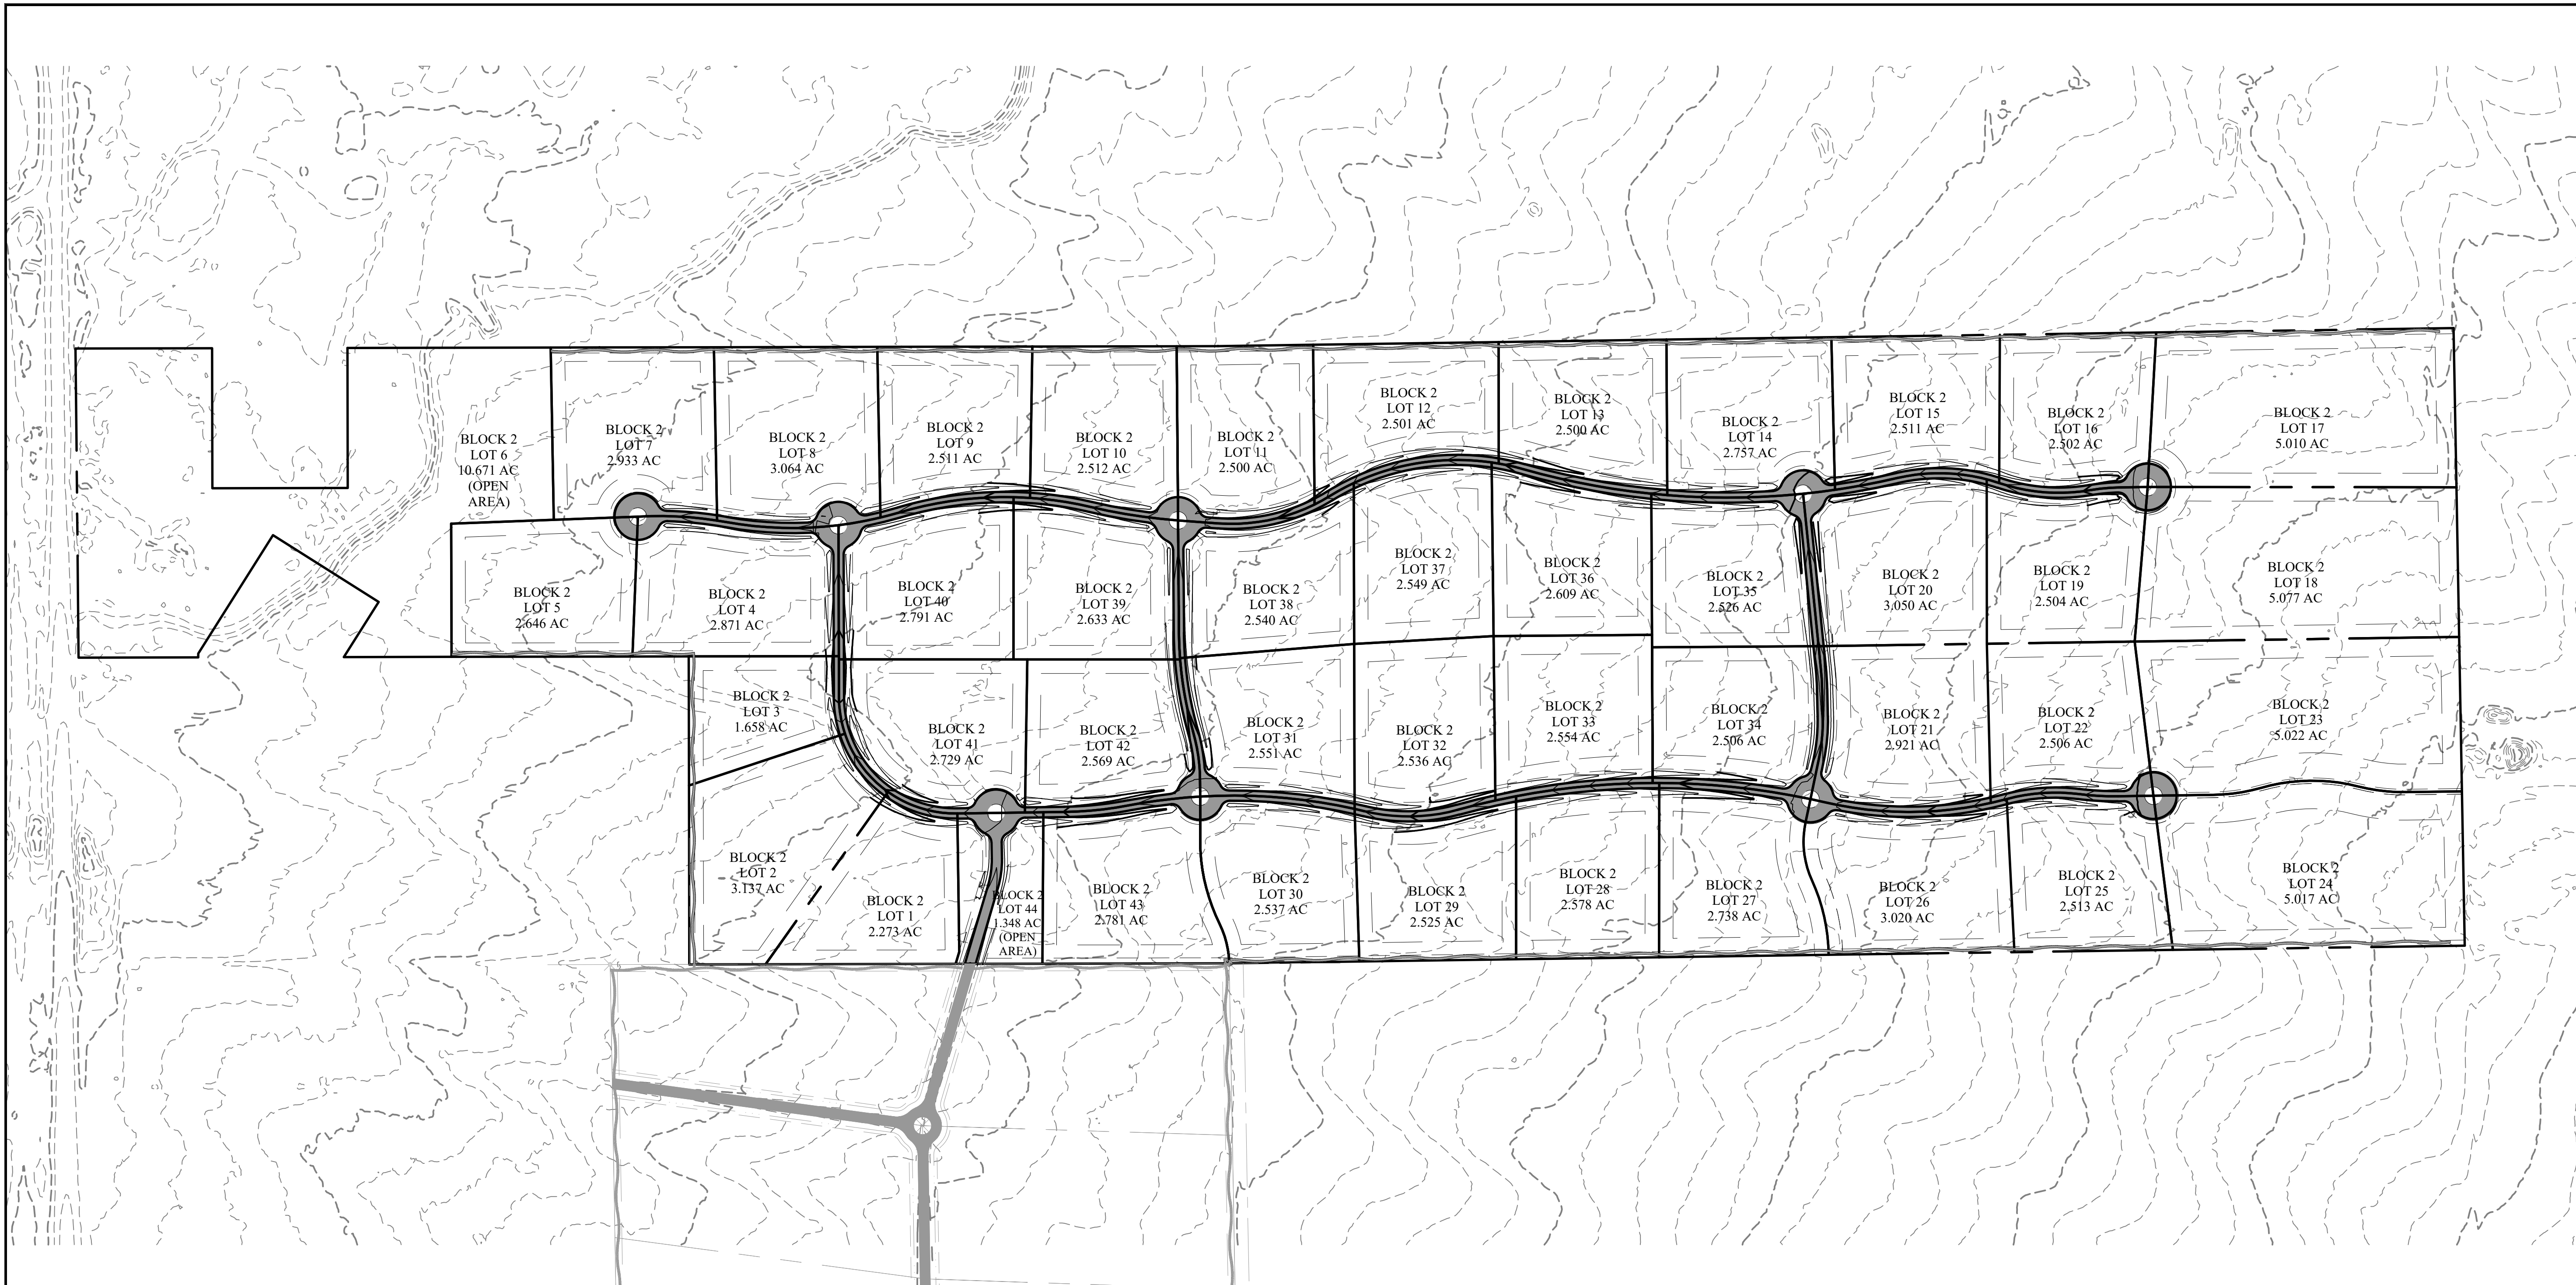 BLOCK 2
LOT 6
10.671 AC
(OPEN
AREA)
BLOCK 2
LOT 7
2.933 AC
BLOCK 2
LOT 8
3.064 AC
BLOCK 2
LOT 9
2.511 AC
BLOCK 2
LOT 10
2.512 AC
BLOCK 2
LOT 11
2.500 AC
BLOCK 2
LOT 12
2.501 AC
BLOCK 2
LOT 13
2.500 AC
BLOCK 2
LOT 14
2.757 AC
BLOCK 2
LOT 15
2.511 AC
BLOCK 2
LOT 16
2.502 AC
BLOCK 2
LOT 17
5.010 AC
BLOCK 2
LOT 5
2.646 AC
BLOCK 2
LOT 4
2.871 AC
BLOCK 2
LOT 40
2.791 AC
BLOCK 2
LOT 39
2.633 AC
BLOCK 2
LOT 38
2.540 AC
BLOCK 2
LOT 37
2.549 AC
BLOCK 2
LOT 36
2.609 AC
BLOCK 2
LOT 35
2.526 AC
BLOCK 2
LOT 20
3.050 AC
BLOCK 2
LOT 19
2.504 AC
BLOCK 2
LOT 18
5.077 AC
BLOCK 2
LOT 3
1.658 AC
BLOCK 2
LOT 41
2.729 AC
BLOCK 2
LOT 42
2.569 AC
BLOCK 2
LOT 31
2.551 AC
BLOCK 2
LOT 32
2.536 AC
BLOCK 2
LOT 33
2.554 AC
BLOCK 2
LOT 34
2.506 AC
BLOCK 2
LOT 21
2.921 AC
BLOCK 2
LOT 22
2.506 AC
BLOCK 2
LOT 23
5.022 AC
BLOCK 2
LOT 2
3.137 AC
BLOCK 2
LOT 1
2.273 AC
BLOCK 2
LOT 44
1.348 AC
(OPEN
AREA)
BLOCK 2
LOT 43
2.781 AC
BLOCK 2
LOT 30
2.537 AC
BLOCK 2
LOT 29
2.525 AC
BLOCK 2
LOT 28
2.578 AC
BLOCK 2
LOT 27
2.738 AC
BLOCK 2
LOT 26
3.020 AC
BLOCK 2
LOT 25
2.513 AC
BLOCK 2
LOT 24
5.017 AC